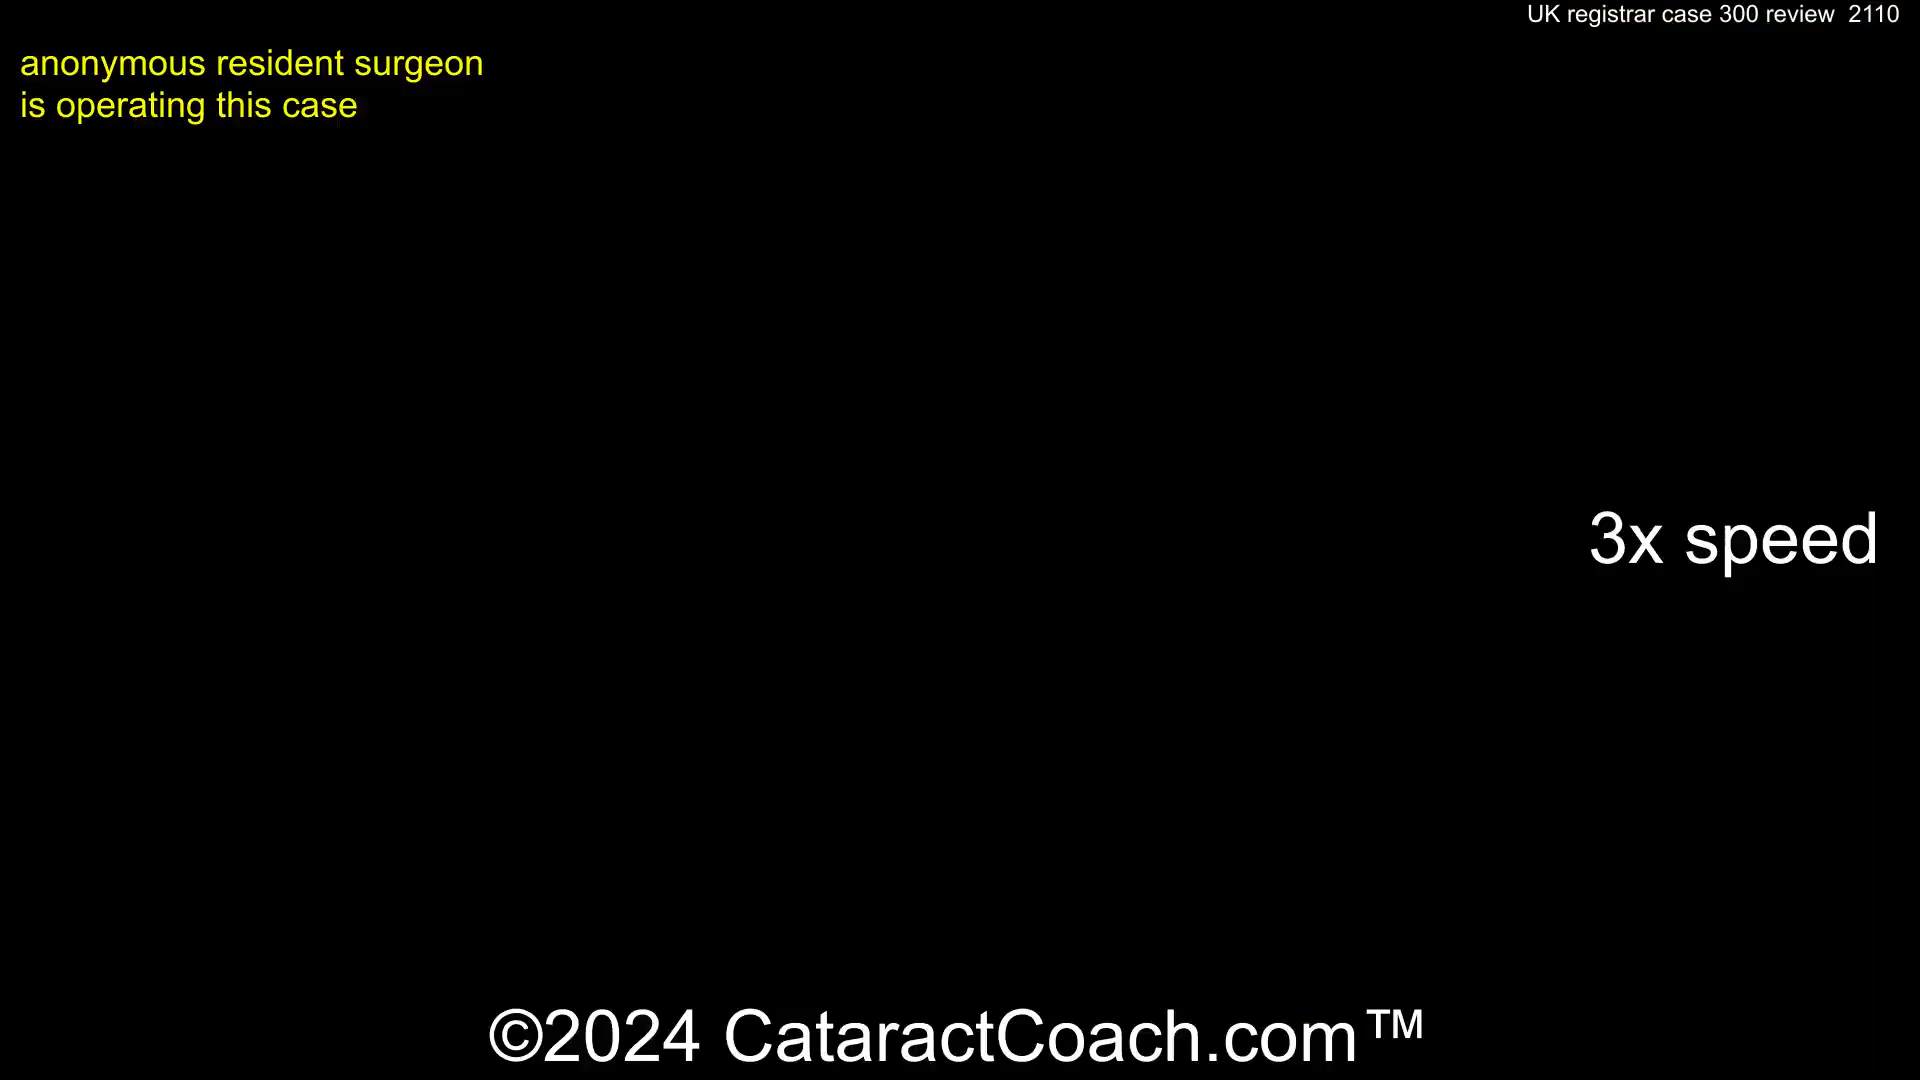 UK registrar case 300 review  2110
anonymous resident surgeon
is operating this case
3x speed
©2024 CataractCoach.com™